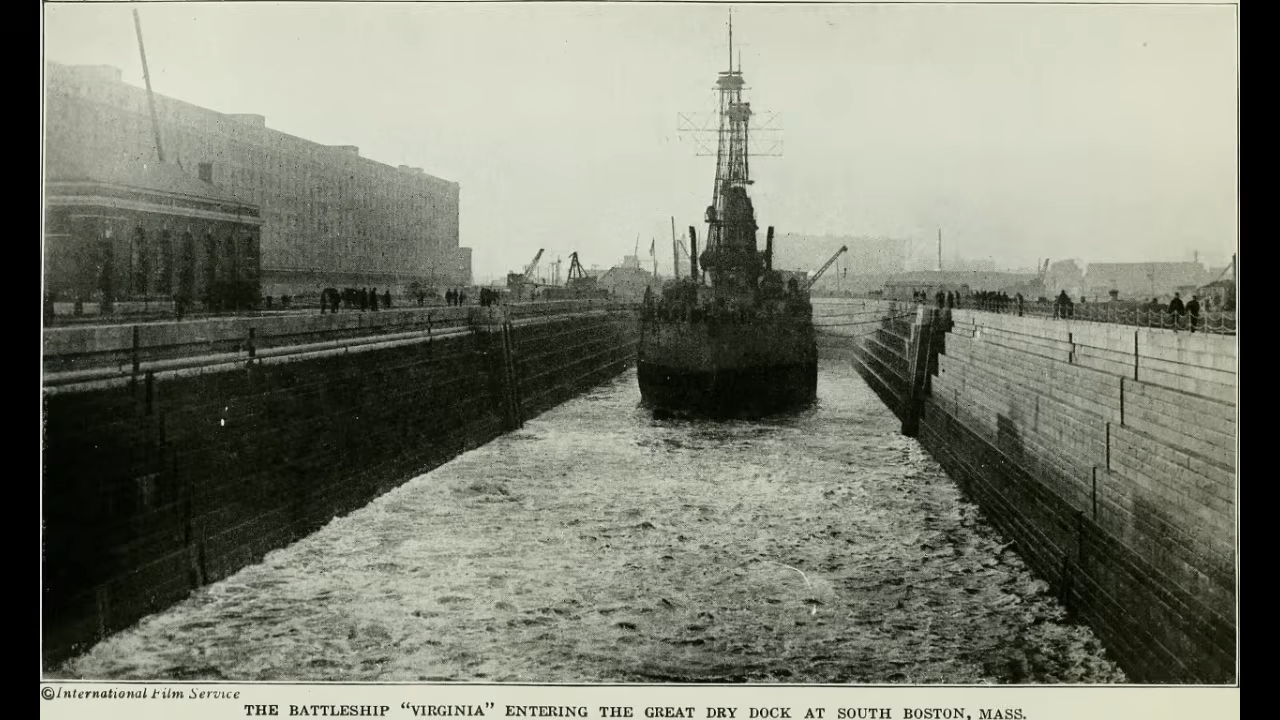 ©International Film Service
THE BATTLESHIP "VIRGINIA" ENTERING THE GREAT DRY DOCK AT SOUTH BOSTON, MASS.